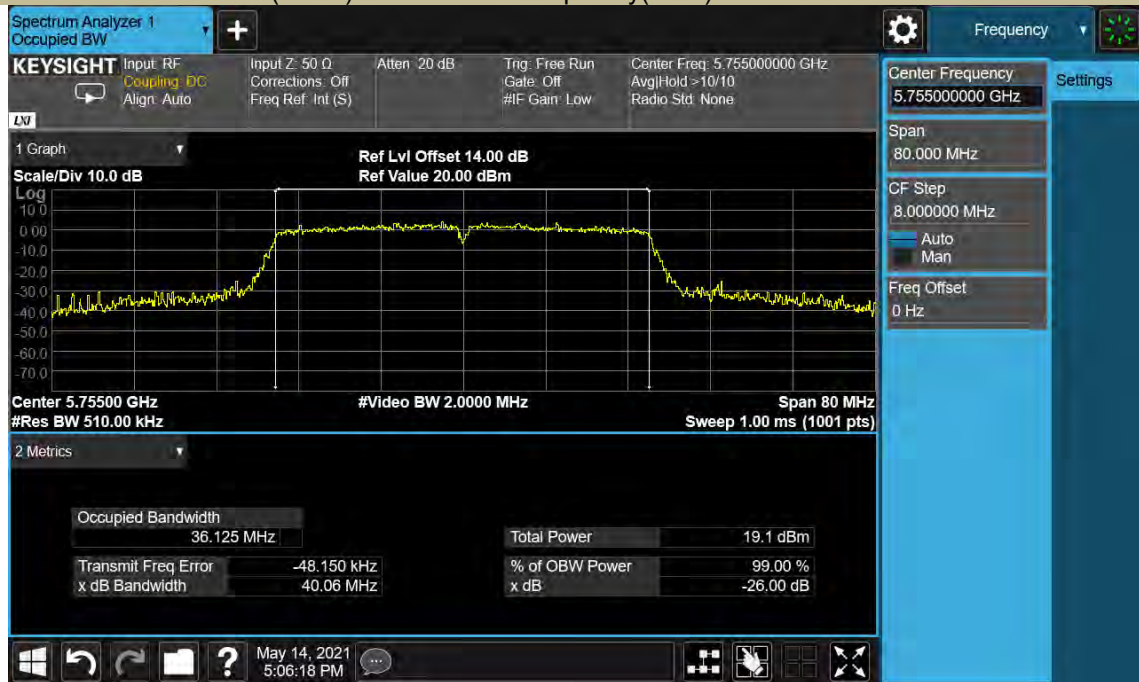 Spectrum Analyzer 1
Occupied BW
+
Frequency
KEYSIGHT
Input: RF
Coupling: DC
Align: Auto
Input Z: 50 Ω
Corrections: Off
Freq Ref: Int (S)
Atten: 20 dB
Trig: Free Run
Gate: Off
#IF Gain: Low
Center Freq: 5.755000000 GHz
Avg|Hold:>10/10
Radio Std: None
LXI
Center Frequency
5.755000000 GHz
Settings
Span
80.000 MHz
CF Step
8.000000 MHz
Auto
Man
Freq Offset
0 Hz
1 Graph
Scale/Div 10.0 dB
Ref Lvl Offset 14.00 dB
Ref Value 20.00 dBm
Log
10.0
0.00
-10.0
-20.0
-30.0
-40.0
-50.0
-60.0
-70.0
Center 5.75500 GHz
#Video BW 2.0000 MHz
Span 80 MHz
#Res BW 510.00 kHz
Sweep 1.00 ms (1001 pts)
2 Metrics
Occupied Bandwidth
36.125 MHz
Total Power 19.1 dBm
Transmit Freq Error -48.150 kHz
% of OBW Power 99.00 %
x dB Bandwidth 40.06 MHz
x dB -26.00 dB
?
May 14, 2021
5:06:18 PM